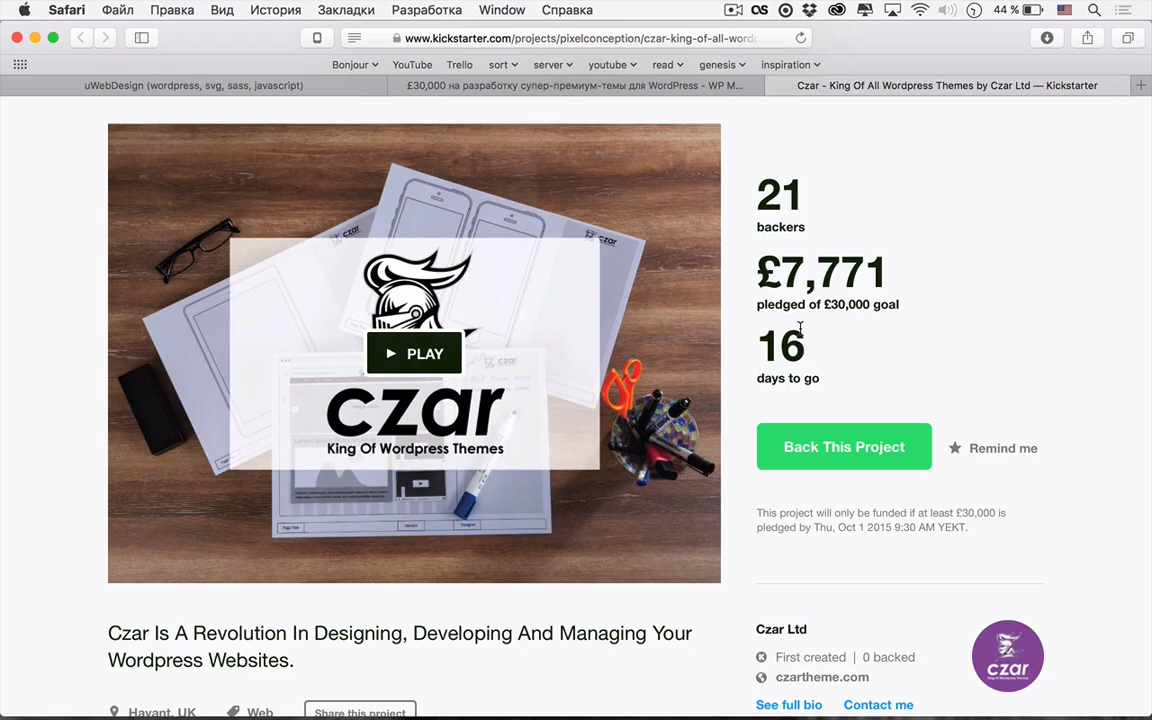 Safari Файл Правка Вид История Закладки Разработка Window Справка 44 %
www.kickstarter.com/projects/pixelconception/czar-king-of-all-wordp
Bonjour YouTube Trello sort server youtube read genesis inspiration
uWebDesign (wordpress, svg, sass, javascript) £30,000 на разработку супер-премиум-темы для WordPress - WP M... Czar - King Of All Wordpress Themes by Czar Ltd — Kickstarter
21
backers
£7,771
pledged of £30,000 goal
16
days to go
Back This Project
Remind me
This project will only be funded if at least £30,000 is
pledged by Thu, Oct 1 2015 9:30 AM YEKT.
czar
czar
czar
PLAY
czar
King Of Wordpress Themes
Czar Is A Revolution In Designing, Developing And Managing Your
Wordpress Websites.
Havant, UK Web Share this project
Czar Ltd
First created | 0 backed
czartheme.com
See full bio Contact me
czar